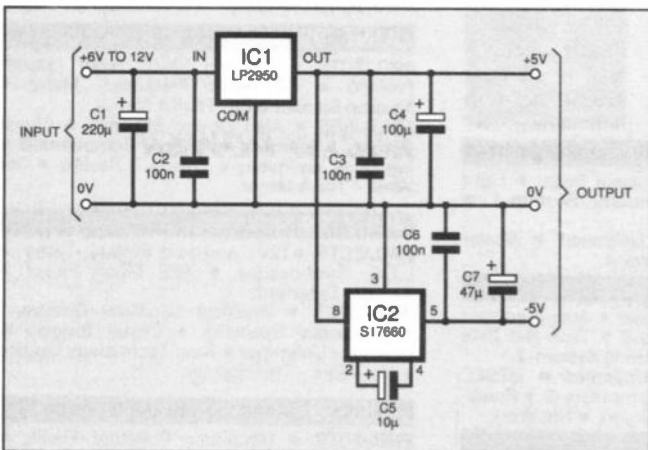 +6V TO 12V
IN
IC1
LP2950
OUT
+5V
COM
C1
220µ
+
C2
100n
C3
100n
C4
100µ
+
INPUT
0V
0V
OUTPUT
C6
100n
C7
47µ
+
3
8
IC2
SI7660
5
-5V
2
4
+
C5
10µ